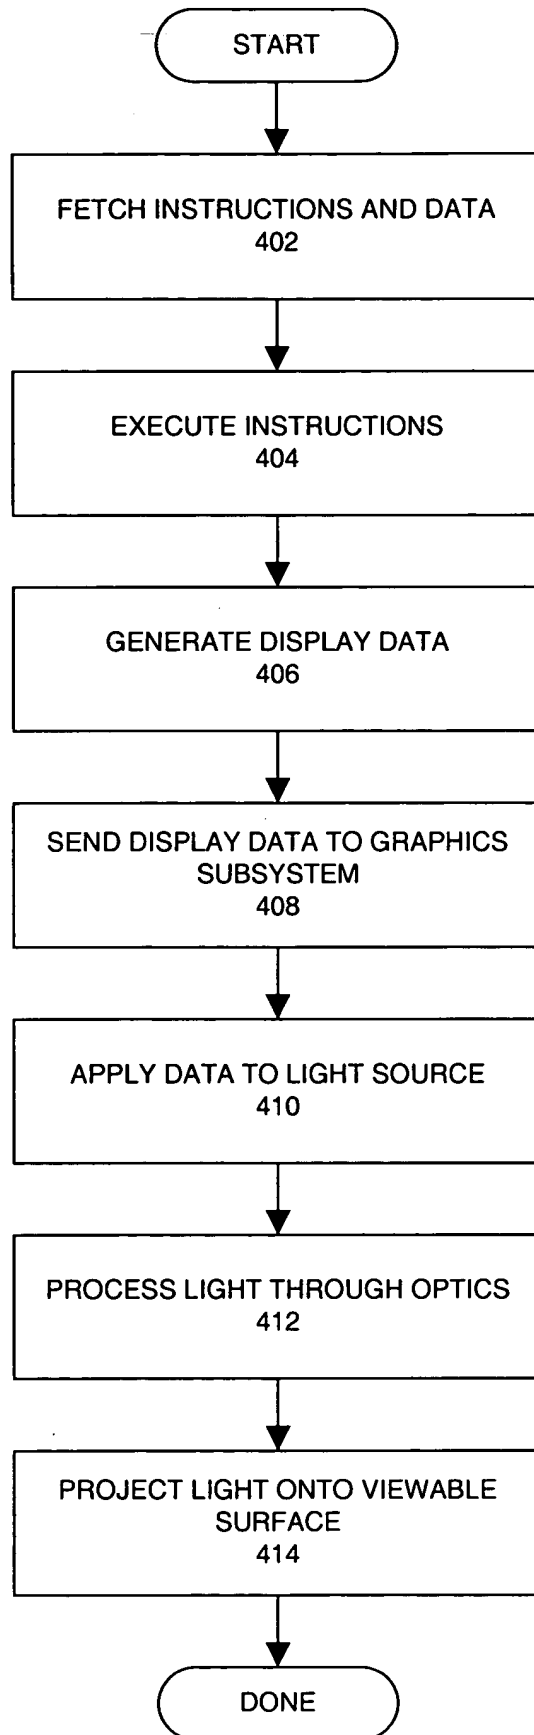 START
FETCH INSTRUCTIONS AND DATA
402
EXECUTE INSTRUCTIONS
404
GENERATE DISPLAY DATA
406
SEND DISPLAY DATA TO GRAPHICS
SUBSYSTEM
408
APPLY DATA TO LIGHT SOURCE
410
PROCESS LIGHT THROUGH OPTICS
412
PROJECT LIGHT ONTO VIEWABLE
SURFACE
414
DONE